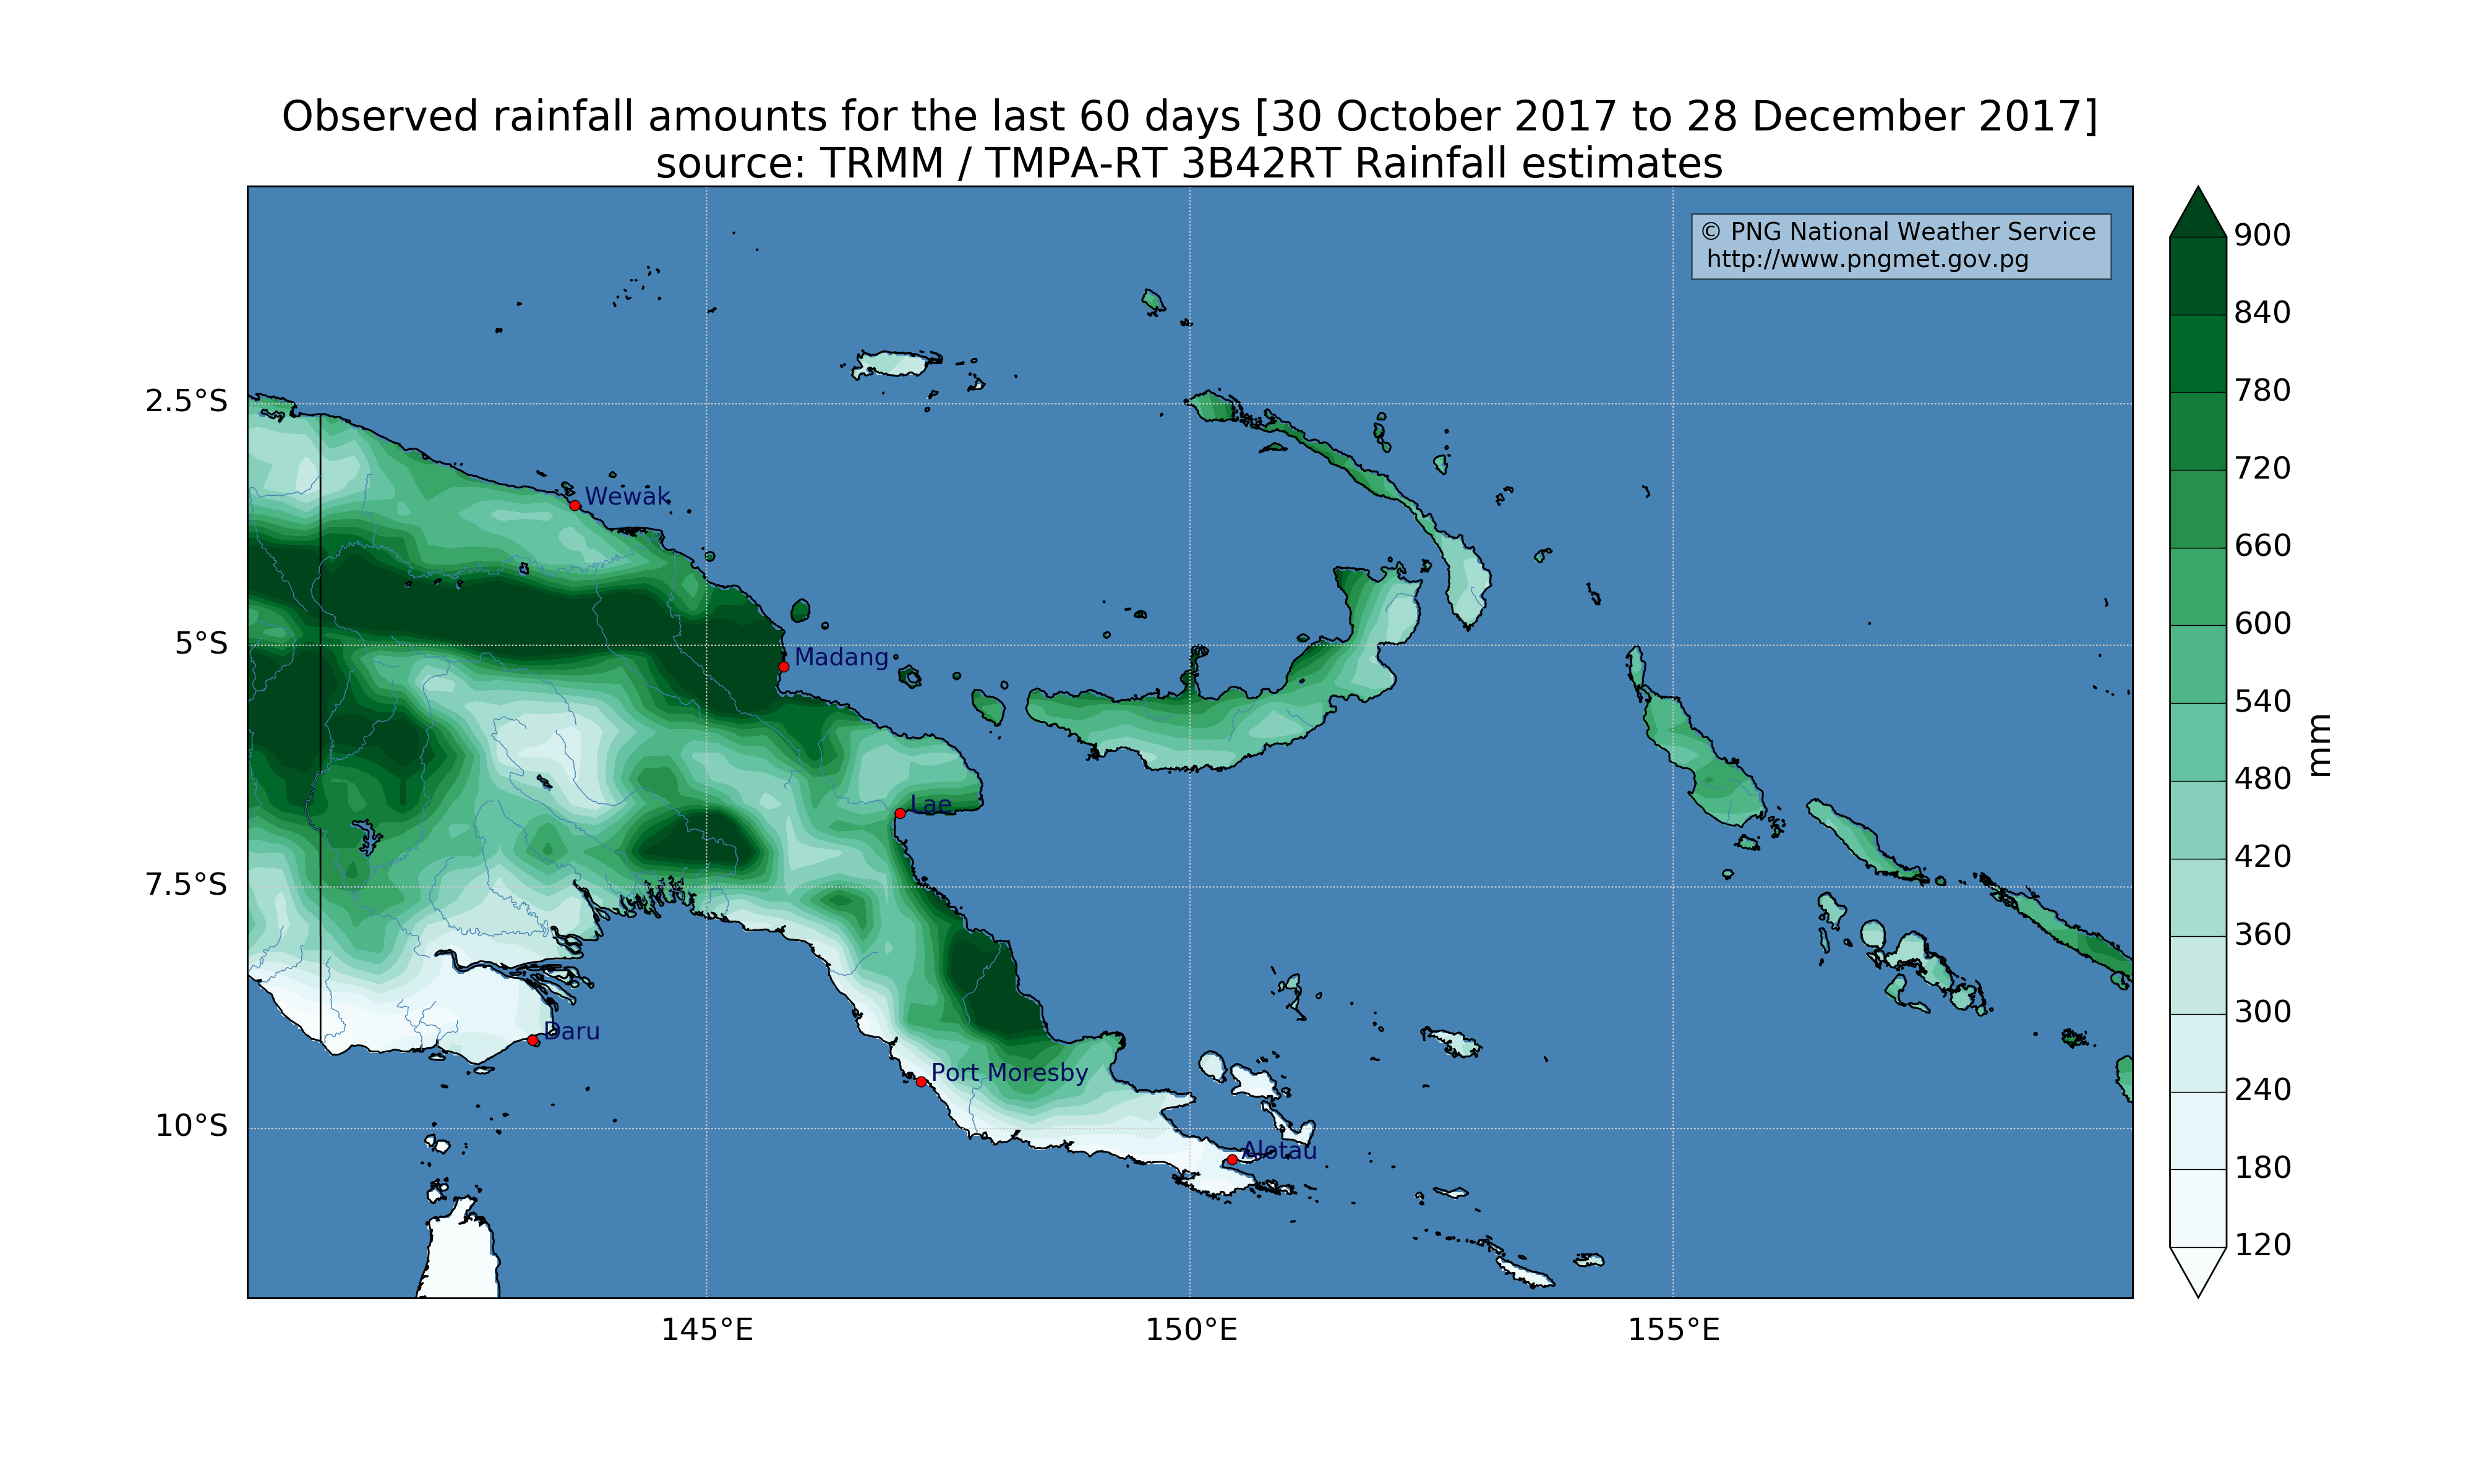 Observed rainfall amounts for the last 60 days [30 October 2017 to 28 December 2017]
source: TRMM / TMPA-RT 3B42RT Rainfall estimates
© PNG National Weather Service
http://www.pngmet.gov.pg
900
840
780
720
660
600
540
480
420
360
300
240
180
120
mm
2.5°S
5°S
7.5°S
10°S
Wewak
Madang
Lae
Daru
Port Moresby
Alotau
145°E
150°E
155°E